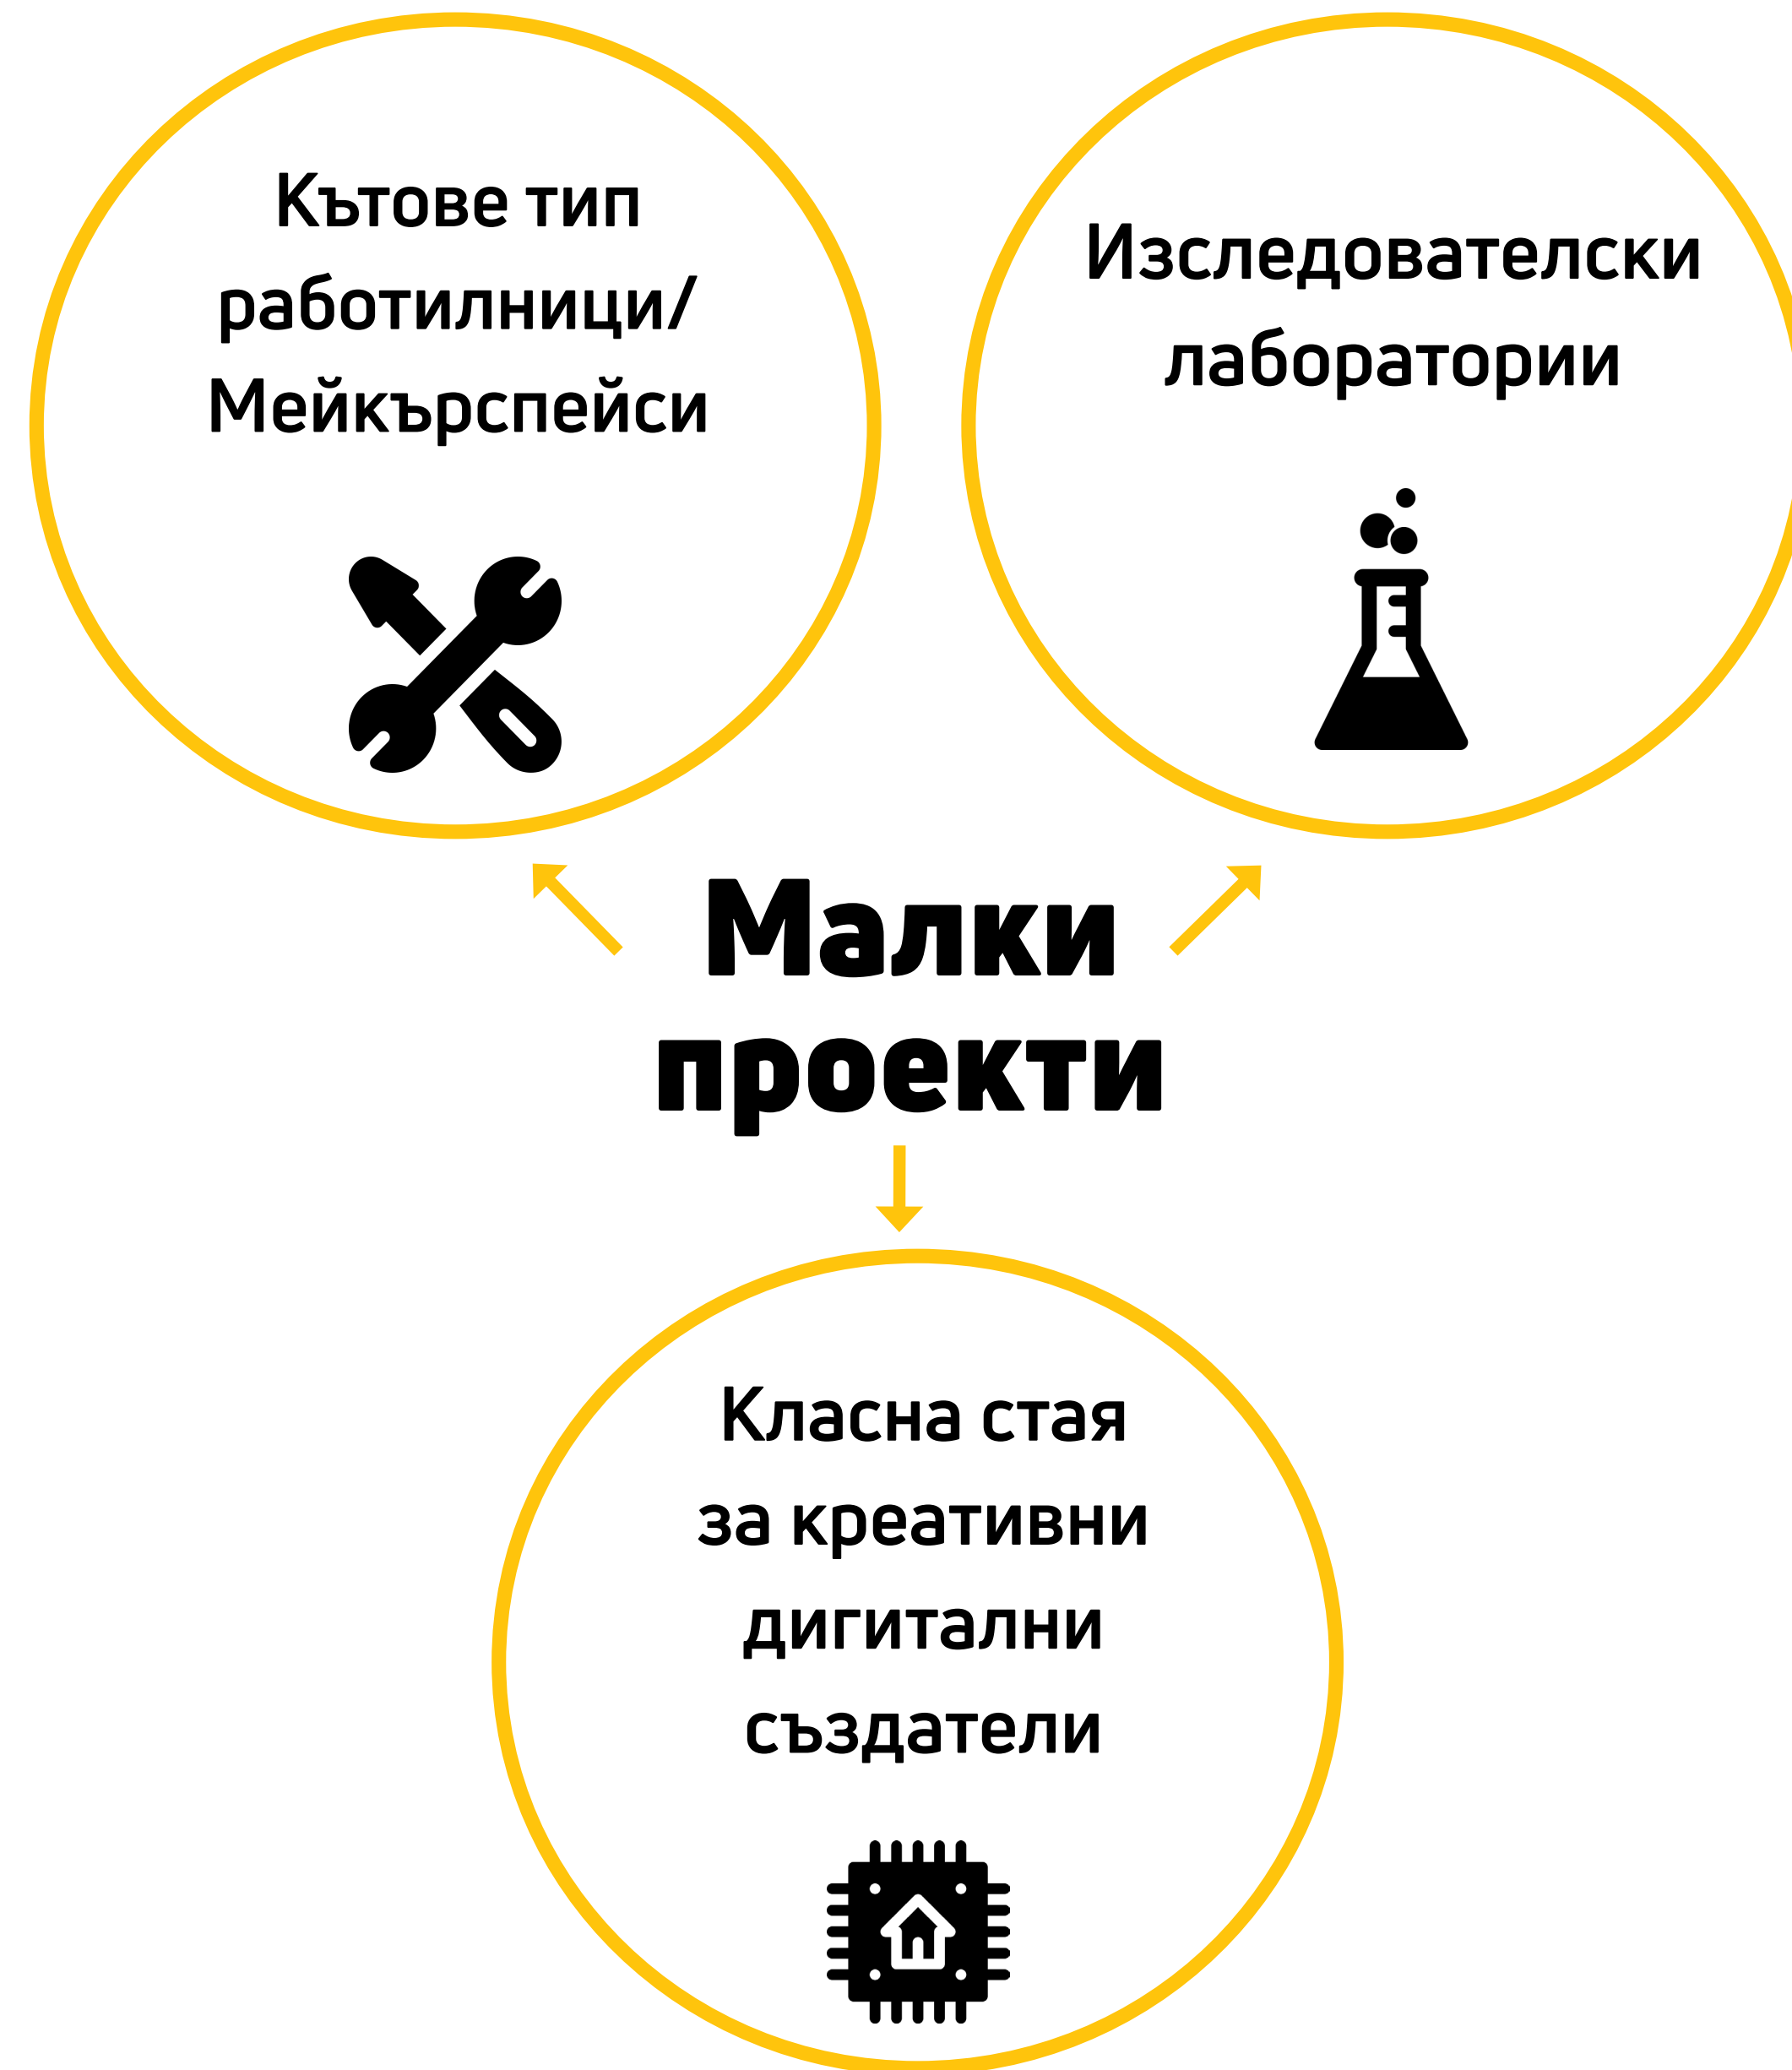 Кътове тип
работилници/
Мейкърспейси
Изследователски
лаборатории
Малки
проекти
Класна стая
за креативни
дигитални
създатели